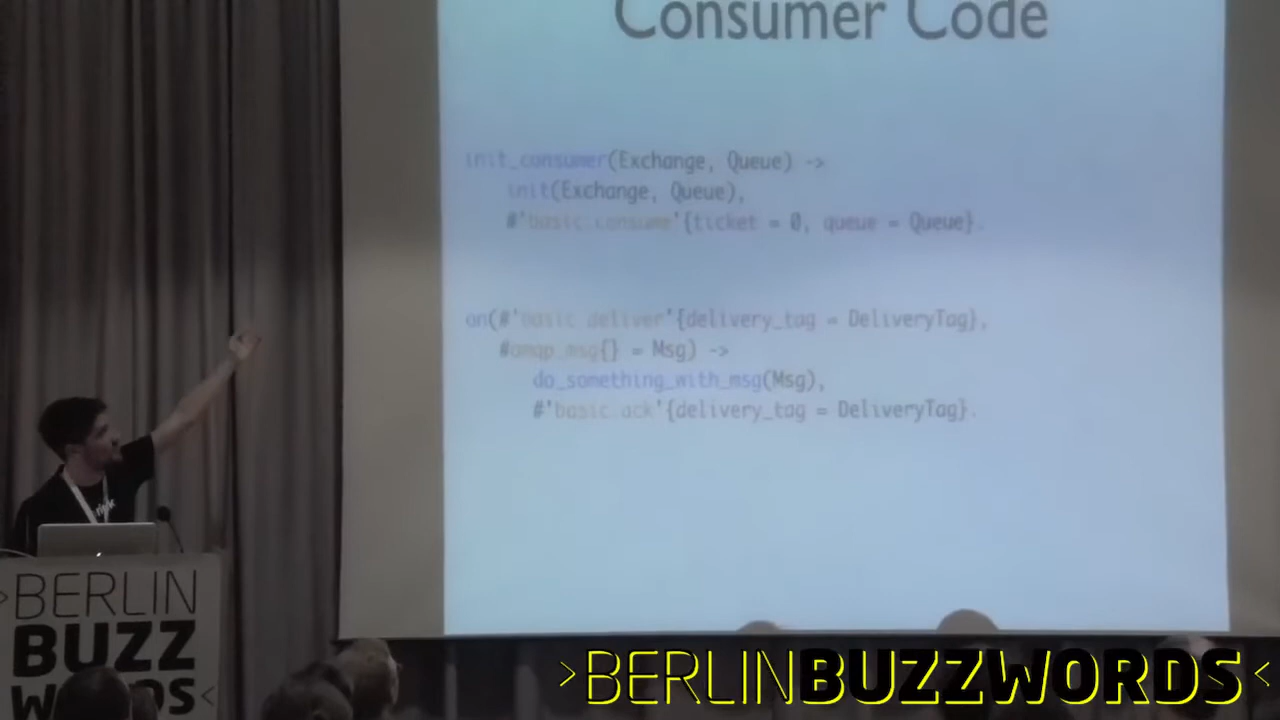 Consumer Code
init_consumer(Exchange, Queue) ->
init(Exchange, Queue),
#'basic.consume'{ticket = 0, queue = Queue}.
on(#'basic.deliver'{delivery_tag = DeliveryTag},
#amqp_msg{} = Msg) ->
do_something_with_msg(Msg),
#'basic.ack'{delivery_tag = DeliveryTag}.
>BERLIN
BUZZ
WORDS<
>BERLINBUZZWORDS<